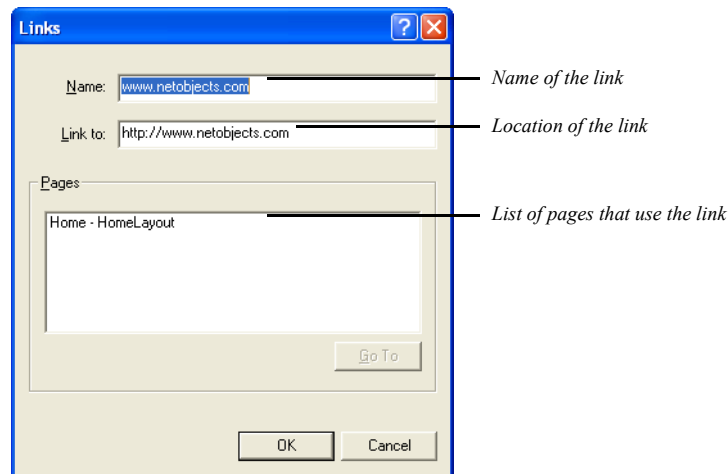 Links
Name: www.netobjects.com Name of the link
Link to: http://www.netobjects.com Location of the link
Pages
Home - HomeLayout List of pages that use the link
Go To
OK Cancel